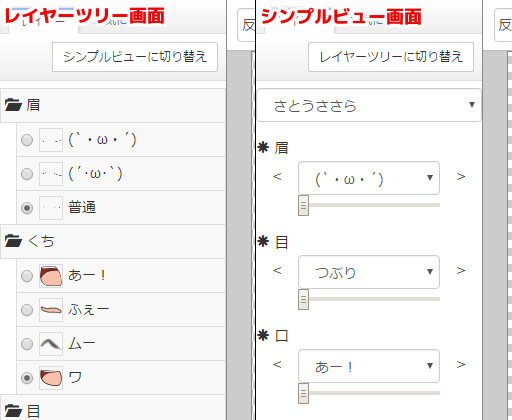 レイヤーツリー画面
シンプルビューに切り替え
眉
(｀・ω・´)
(´･ω･`)
普通
くち
あー！
ふぇー
ムー
ワ
目
シンプルビュー画面
レイヤーツリーに切り替え
さとうささら
眉
< (｀・ω・´) >
目
< つぶり >
口
< あー！ >
反
反